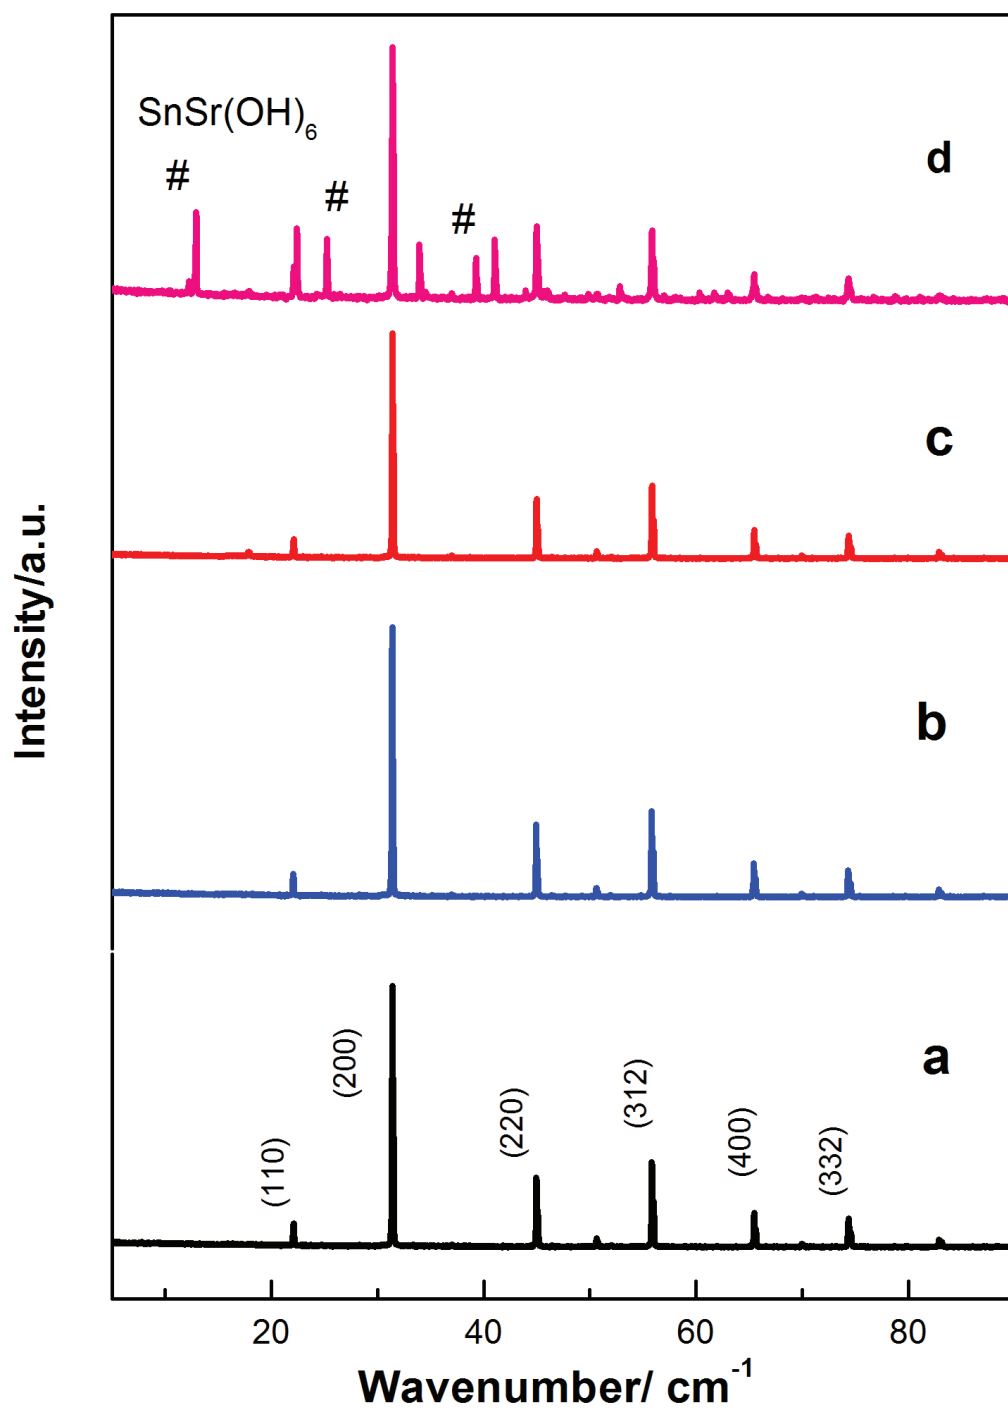 SnSr(OH)₆
#
#
#
d
c
b
a
(110)
(200)
(220)
(312)
(400)
(332)
Intensity/a.u.
20 40 60 80
Wavenumber/ cm⁻¹